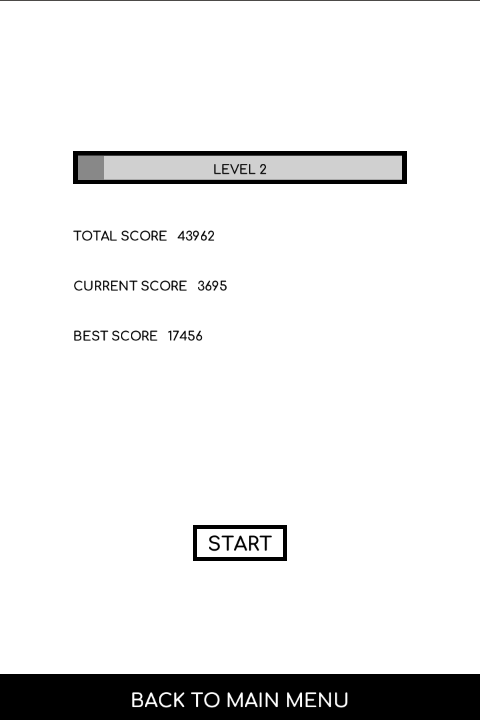 LEVEL 2
TOTAL SCORE 43962
CURRENT SCORE 3695
BEST SCORE 17456
START
BACK TO MAIN MENU